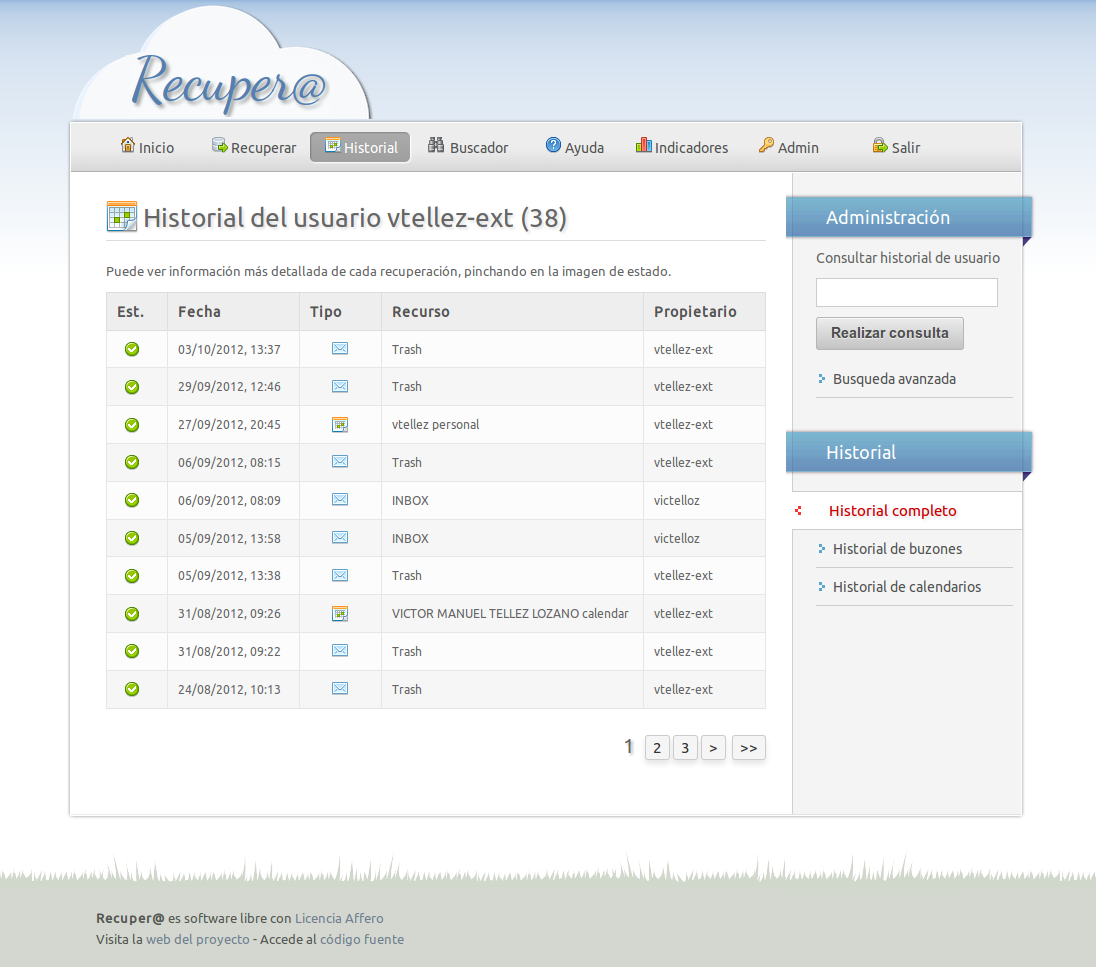 Recuper@
Inicio Recuperar Historial Buscador Ayuda Indicadores Admin Salir
Historial del usuario vtellez-ext (38)
Puede ver información más detallada de cada recuperación, pinchando en la imagen de estado.
Est. Fecha Tipo Recurso Propietario
03/10/2012, 13:37 Trash vtellez-ext
29/09/2012, 12:46 Trash vtellez-ext
27/09/2012, 20:45 vtellez personal vtellez-ext
06/09/2012, 08:15 Trash vtellez-ext
06/09/2012, 08:09 INBOX victelloz
05/09/2012, 13:58 INBOX victelloz
05/09/2012, 13:38 Trash vtellez-ext
31/08/2012, 09:26 VICTOR MANUEL TELLEZ LOZANO calendar vtellez-ext
31/08/2012, 09:22 Trash vtellez-ext
24/08/2012, 10:13 Trash vtellez-ext
1 2 3 > >>
Administración
Consultar historial de usuario
Realizar consulta
Busqueda avanzada
Historial
Historial completo
Historial de buzones
Historial de calendarios
Recuper@ es software libre con Licencia Affero
Visita la web del proyecto - Accede al código fuente